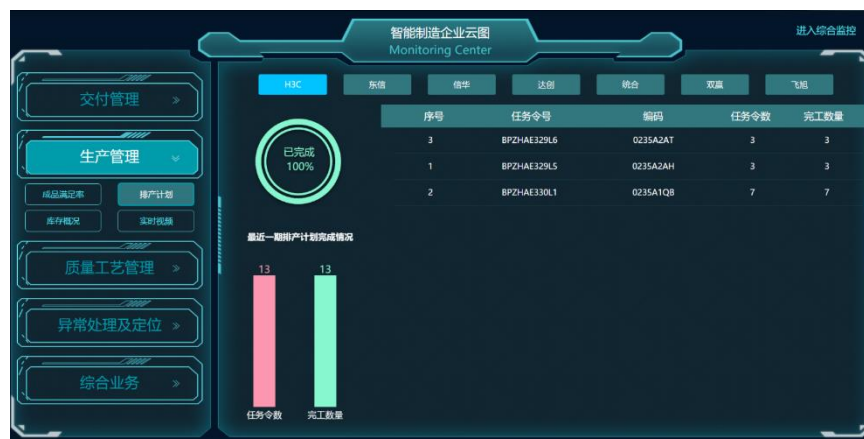 智能制造企业云图
Monitoring Center
进入综合监控
交付管理
生产管理
成品满足率 排产计划
库存概况 实时视频
质量工艺管理
异常处理及定位
综合业务
H3C 东信 信华 达创 统合 双赢 飞旭
已完成
100%
序号 任务令号 编码 任务令数 完工数量
3 BPZHAE329L6 0235A2AT 3 3
1 BPZHAE329L5 0235A2AH 3 3
2 BPZHAE330L1 0235A1QB 7 7
最近一期排产计划完成情况
13 13
任务令数 完工数量